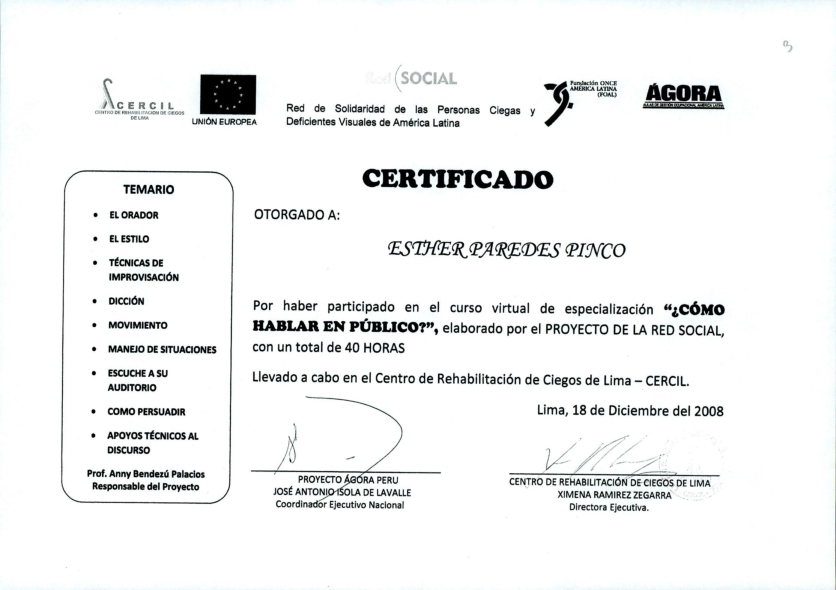 CERCIL
CENTRO DE REHABILITACIÓN DE CIEGOS
DE LIMA
UNIÓN EUROPEA
Red SOCIAL
Red de Solidaridad de las Personas Ciegas y
Deficientes Visuales de América Latina
Fundación ONCE
AMÉRICA LATINA
(FOAL)
ÁGORA
CERTIFICADO
OTORGADO A:
ESTHER PAREDES PINCO
Por haber participado en el curso virtual de especialización “¿CÓMO
HABLAR EN PÚBLICO?”, elaborado por el PROYECTO DE LA RED SOCIAL,
con un total de 40 HORAS
Llevado a cabo en el Centro de Rehabilitación de Ciegos de Lima – CERCIL.
Lima, 18 de Diciembre del 2008
TEMARIO
• EL ORADOR
• EL ESTILO
• TÉCNICAS DE
IMPROVISACIÓN
• DICCIÓN
• MOVIMIENTO
• MANEJO DE SITUACIONES
• ESCUCHE A SU
AUDITORIO
• COMO PERSUADIR
• APOYOS TÉCNICOS AL
DISCURSO
Prof. Anny Bendezú Palacios
Responsable del Proyecto
PROYECTO ÁGORA PERU
JOSÉ ANTONIO ISOLA DE LAVALLE
Coordinador Ejecutivo Nacional
CENTRO DE REHABILITACIÓN DE CIEGOS DE LIMA
XIMENA RAMIREZ ZEGARRA
Directora Ejecutiva.